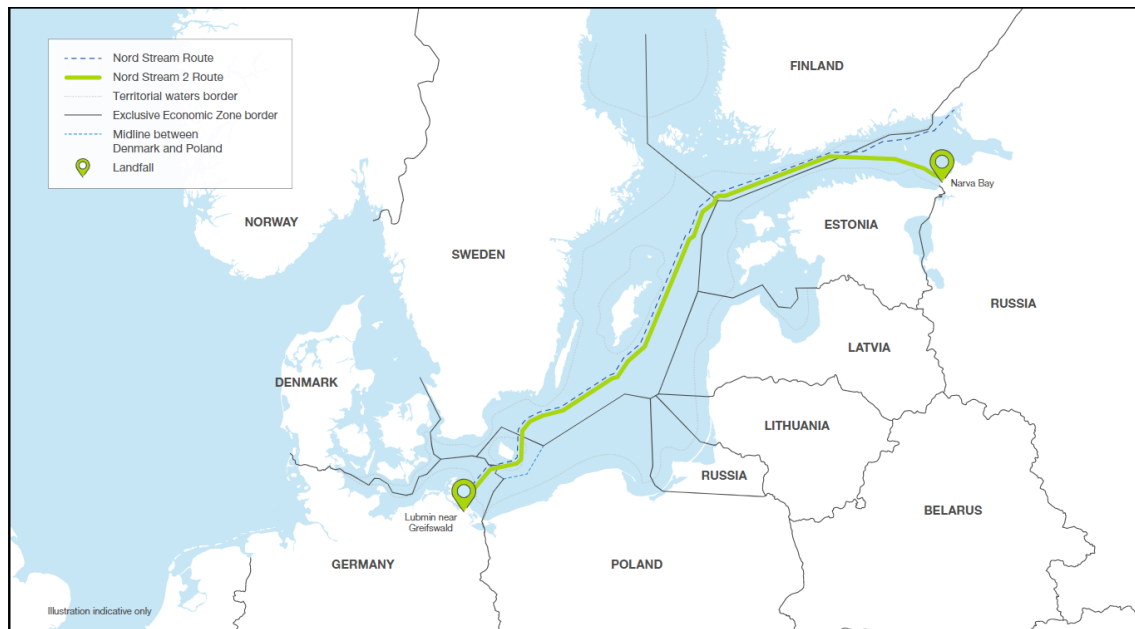 Nord Stream Route
Nord Stream 2 Route
Territorial waters border
Exclusive Economic Zone border
Midline between
Denmark and Poland
Landfall
FINLAND
Narva Bay
NORWAY
ESTONIA
SWEDEN
RUSSIA
LATVIA
DENMARK
LITHUANIA
RUSSIA
BELARUS
Lubmin near
Greifswald
GERMANY
POLAND
Illustration indicative only